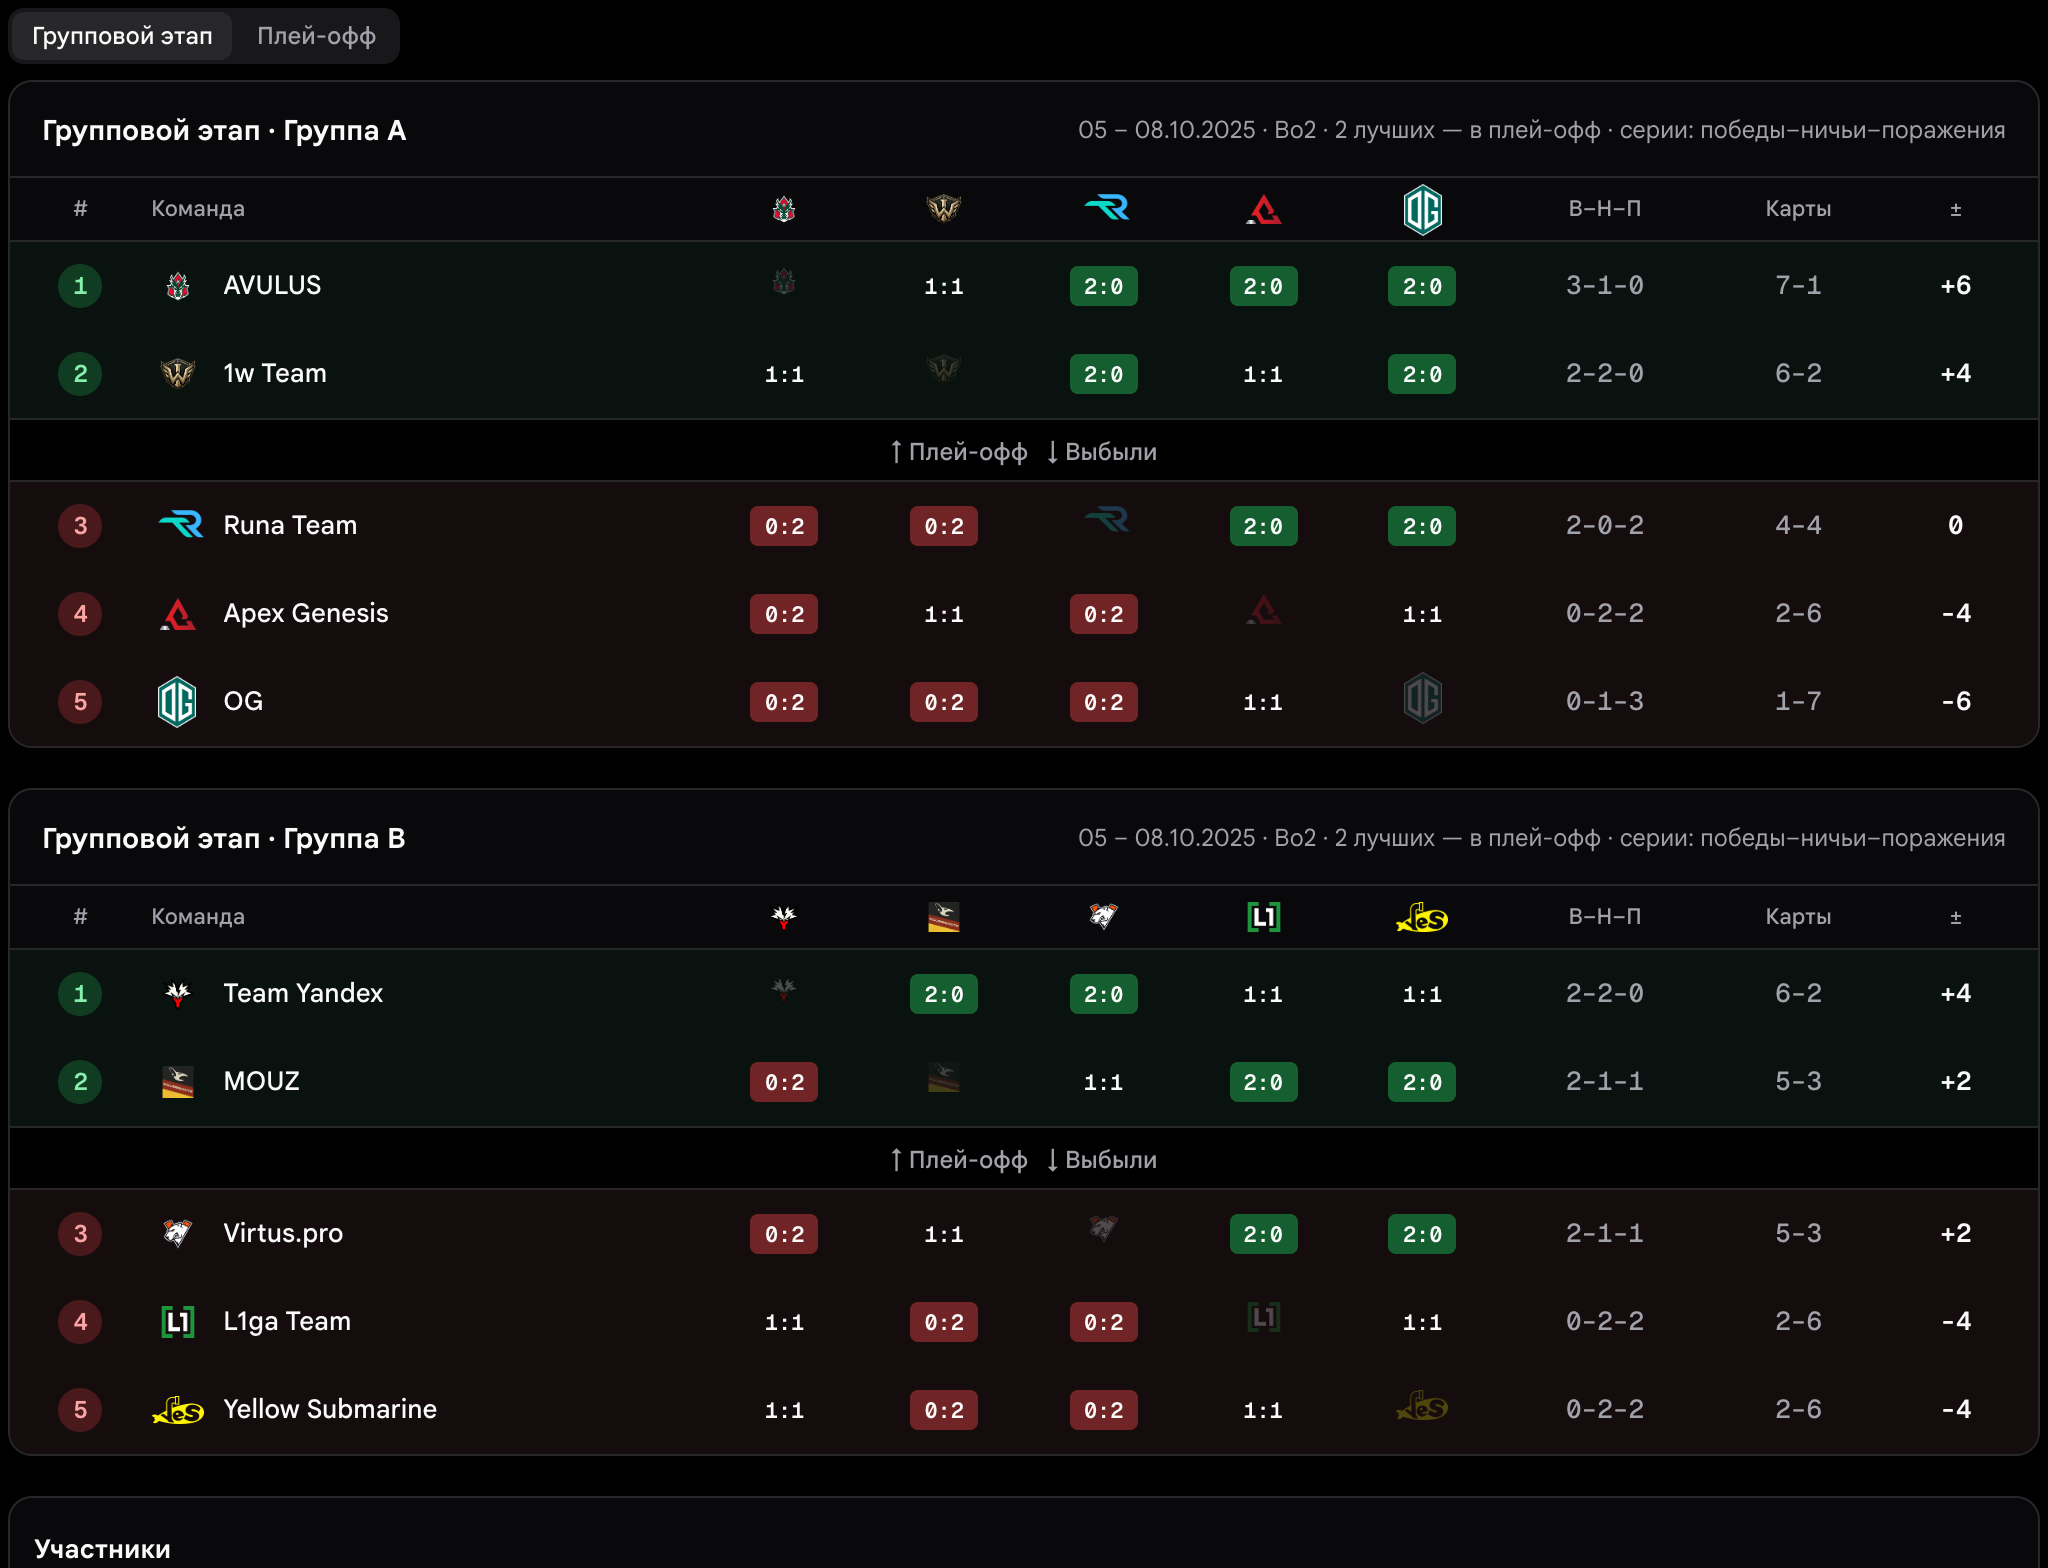 Групповой этап Плей-офф
Групповой этап · Группа A 05 – 08.10.2025 · Bo2 · 2 лучших — в плей-офф · серии: победы–ничьи–поражения
# Команда В–Н–П Карты ±
1 AVULUS 1:1 2:0 2:0 2:0 3-1-0 7-1 +6
2 1w Team 1:1 2:0 1:1 2:0 2-2-0 6-2 +4
↑ Плей-офф ↓ Выбыли
3 Runa Team 0:2 0:2 2:0 2:0 2-0-2 4-4 0
4 Apex Genesis 0:2 1:1 0:2 1:1 0-2-2 2-6 -4
5 OG 0:2 0:2 0:2 1:1 0-1-3 1-7 -6
Групповой этап · Группа B 05 – 08.10.2025 · Bo2 · 2 лучших — в плей-офф · серии: победы–ничьи–поражения
# Команда В–Н–П Карты ±
1 Team Yandex 2:0 2:0 1:1 1:1 2-2-0 6-2 +4
2 MOUZ 0:2 1:1 2:0 2:0 2-1-1 5-3 +2
↑ Плей-офф ↓ Выбыли
3 Virtus.pro 0:2 1:1 2:0 2:0 2-1-1 5-3 +2
4 L1ga Team 1:1 0:2 0:2 1:1 0-2-2 2-6 -4
5 Yellow Submarine 1:1 0:2 0:2 1:1 0-2-2 2-6 -4
Участники